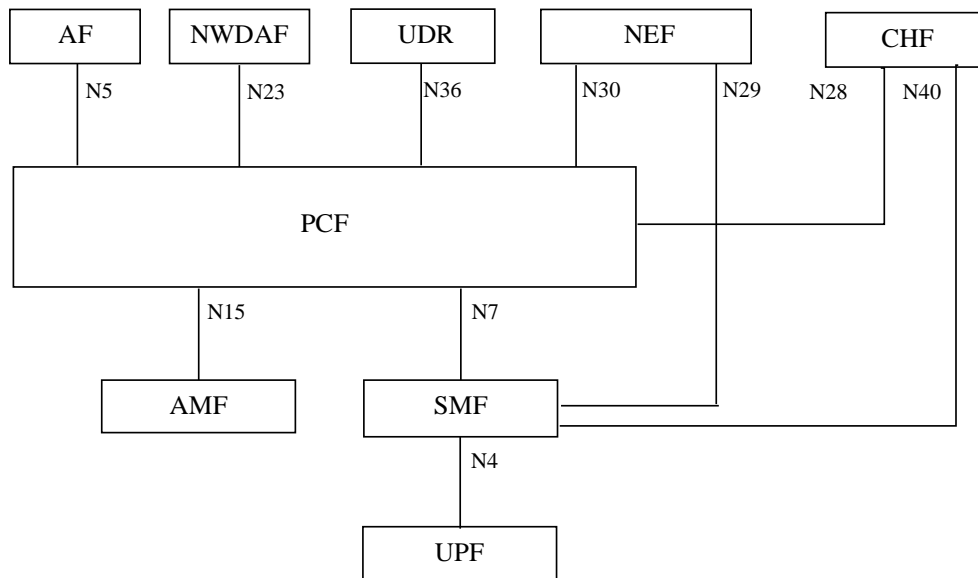 AF
NWDAF
UDR
NEF
CHF
N5
N23
N36
N30
N29
N28
N40
PCF
N15
N7
AMF
SMF
N4
UPF